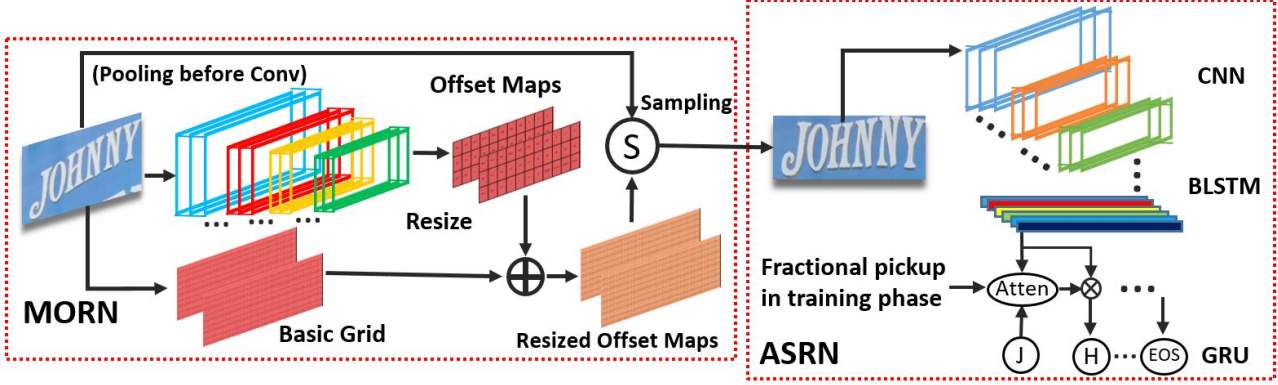 (Pooling before Conv)
Offset Maps
Sampling
JOHNNY
S
Resize
MORN
Basic Grid
Resized Offset Maps
JOHNNY
CNN
BLSTM
Fractional pickup
in training phase
Atten
J
H
EOS
GRU
ASRN